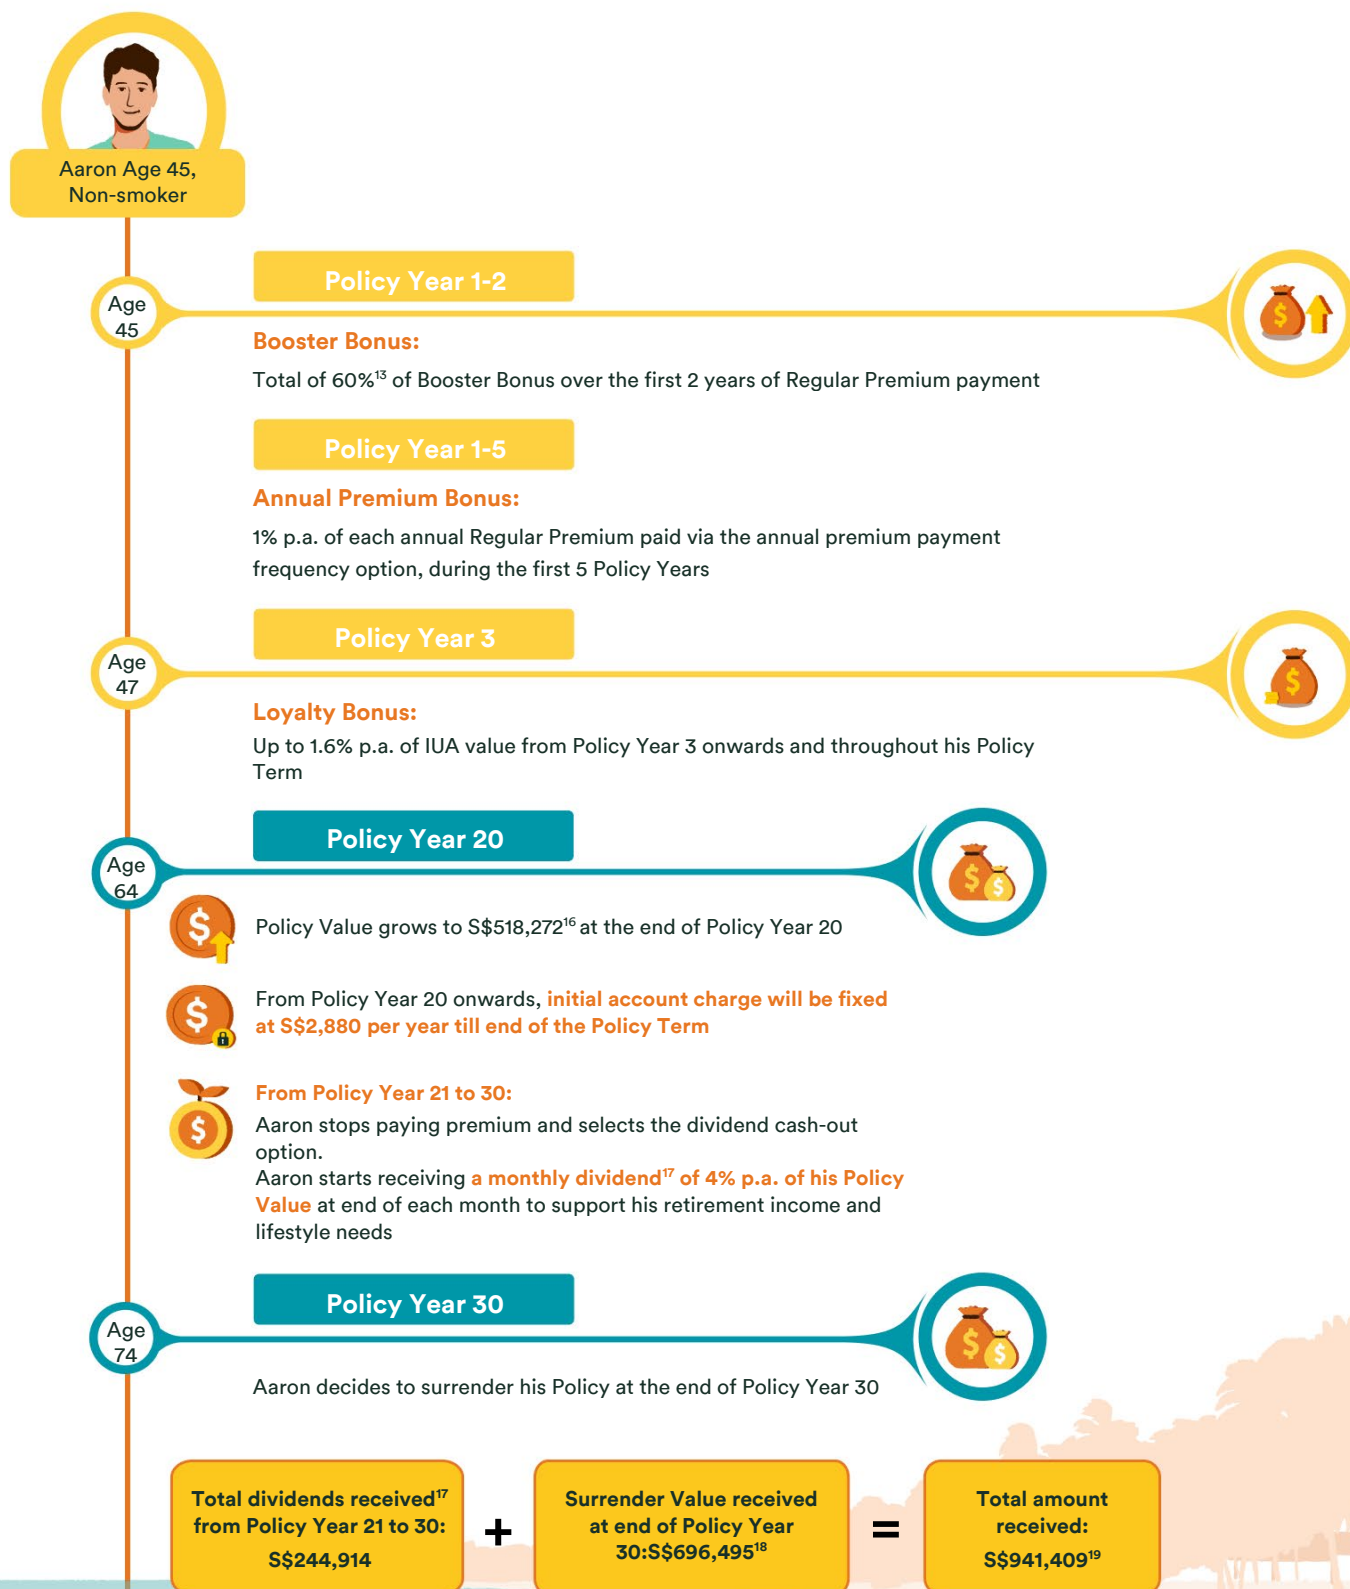 Aaron Age 45,
Non-smoker
Policy Year 1-2
Age
45
Booster Bonus:
Total of 60%¹³ of Booster Bonus over the first 2 years of Regular Premium payment
Policy Year 1-5
Annual Premium Bonus:
1% p.a. of each annual Regular Premium paid via the annual premium payment
frequency option, during the first 5 Policy Years
Policy Year 3
Age
47
Loyalty Bonus:
Up to 1.6% p.a. of IUA value from Policy Year 3 onwards and throughout his Policy
Term
Policy Year 20
Age
64
Policy Value grows to S$518,272¹⁶ at the end of Policy Year 20
From Policy Year 20 onwards, initial account charge will be fixed
at S$2,880 per year till end of the Policy Term
From Policy Year 21 to 30:
Aaron stops paying premium and selects the dividend cash-out
option.
Aaron starts receiving a monthly dividend¹⁷ of 4% p.a. of his Policy
Value at end of each month to support his retirement income and
lifestyle needs
Policy Year 30
Age
74
Aaron decides to surrender his Policy at the end of Policy Year 30
Total dividends received¹⁷
from Policy Year 21 to 30:
S$244,914
+
Surrender Value received
at end of Policy Year
30:S$696,495¹⁸
=
Total amount
received:
S$941,409¹⁹